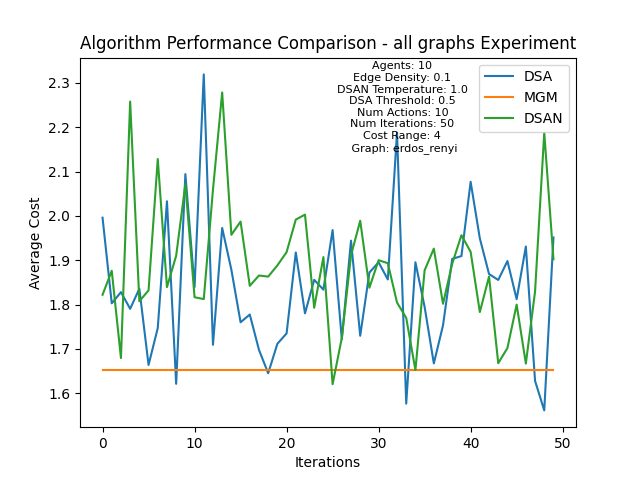 Algorithm Performance Comparison - all graphs Experiment
Agents: 10
Edge Density: 0.1
DSAN Temperature: 1.0
DSA Threshold: 0.5
Num Actions: 10
Num Iterations: 50
Cost Range: 4
Graph: erdos_renyi
DSA
MGM
DSAN
Average Cost
2.3
2.2
2.1
2.0
1.9
1.8
1.7
1.6
0
10
20
30
40
50
Iterations